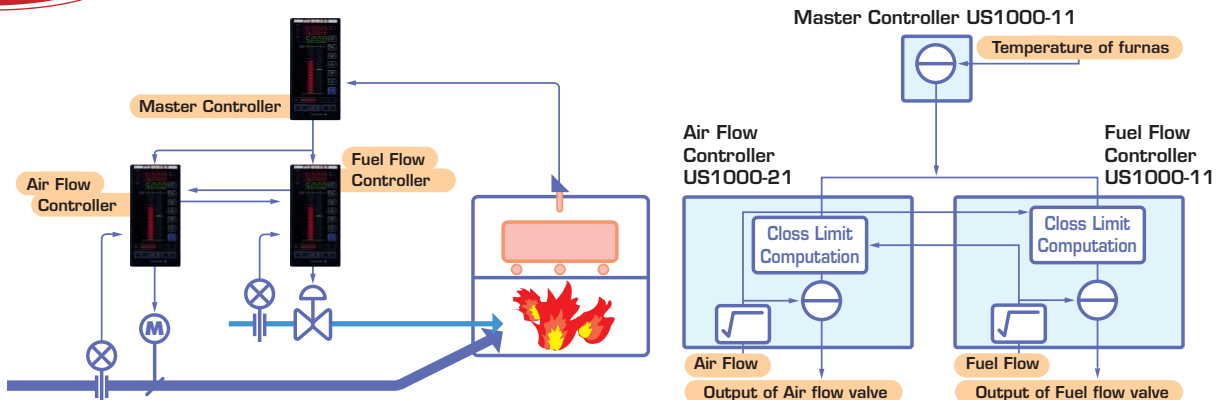 Master Controller
Air Flow
Controller
Fuel Flow
Controller
M
Master Controller US1000-11
Temperature of furnas
Air Flow
Controller
US1000-21
Fuel Flow
Controller
US1000-11
Closs Limit
Computation
Closs Limit
Computation
Air Flow
Output of Air flow valve
Fuel Flow
Output of Fuel flow valve